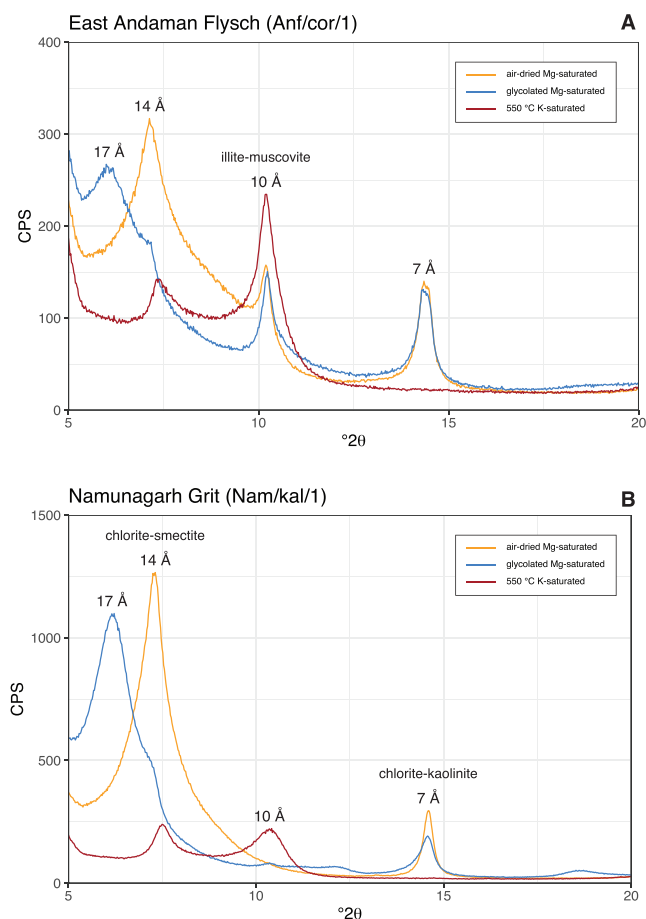 East Andaman Flysch (Anf/cor/1)
A
400
300
200
100
0
CPS
17 Å
14 Å
illite-muscovite
10 Å
7 Å
air-dried Mg-saturated
glycolated Mg-saturated
550 °C K-saturated
5
10
15
20
°2θ
Namunagarh Grit (Nam/kal/1)
B
1500
1000
500
0
CPS
chlorite-smectite
14 Å
17 Å
10 Å
chlorite-kaolinite
7 Å
air-dried Mg-saturated
glycolated Mg-saturated
550 °C K-saturated
5
10
15
20
°2θ